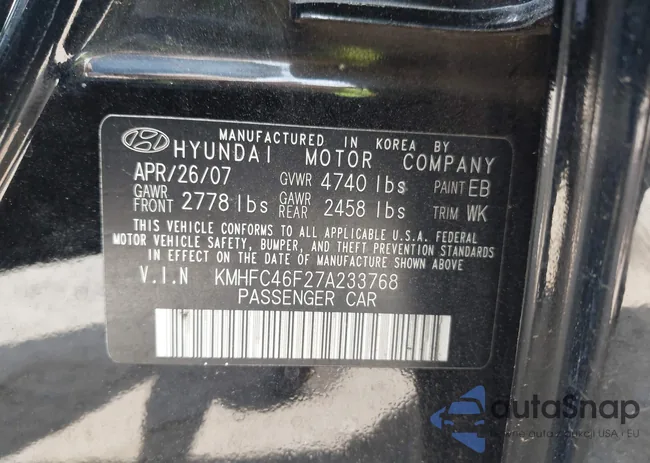 MANUFACTURED IN KOREA BY
HYUNDAI MOTOR COMPANY
APR/26/07 GVWR 4740 lbs PAINT EB
GAWR FRONT 2778 lbs GAWR REAR 2458 lbs TRIM WK
THIS VEHICLE CONFORMS TO ALL APPLICABLE U.S.A. FEDERAL
MOTOR VEHICLE SAFETY, BUMPER, AND THEFT PREVENTION STANDARDS
IN EFFECT ON THE DATE OF MANUFACTURE SHOWN ABOVE
V.I.N KMHFC46F27A233768
PASSENGER CAR
autoSnap
USA / EU